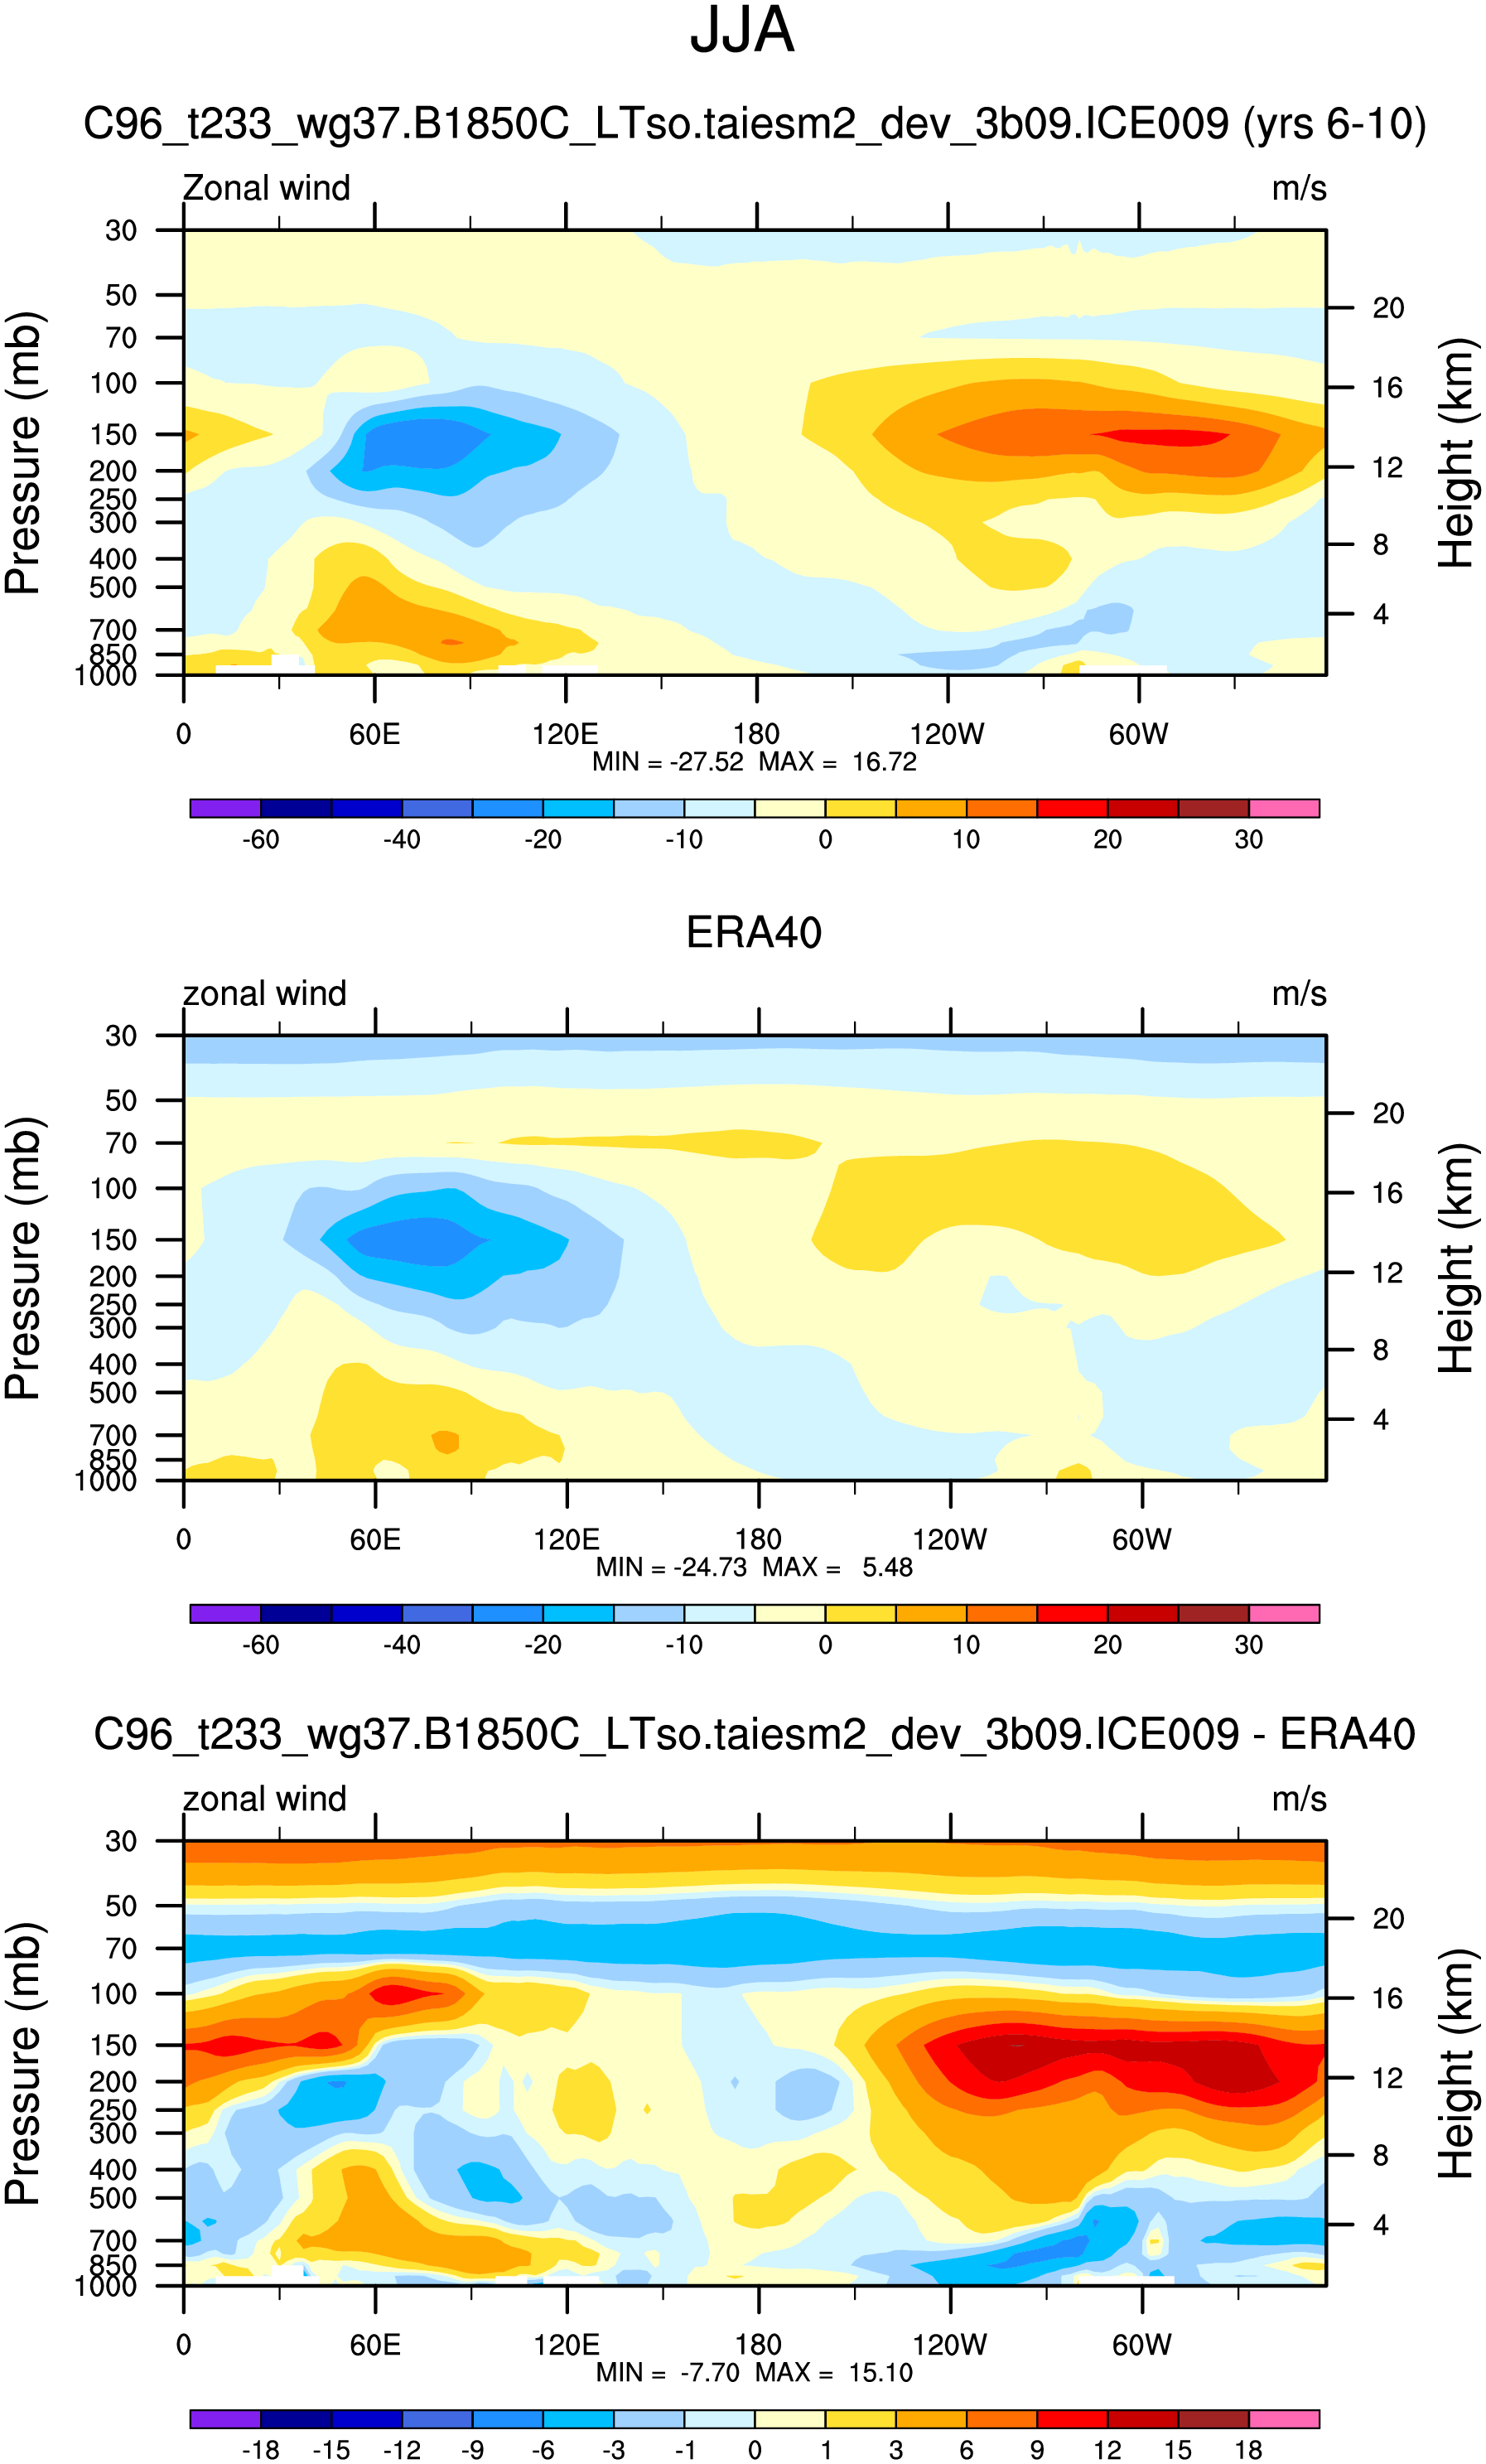 JJA
C96_t233_wg37.B1850C_LTso.taiesm2_dev_3b09.ICE009 (yrs 6-10)
Zonal wind m/s
Pressure (mb)
30
50
70
100
150
200
250
300
400
500
700
850
1000
20
16
12
8
4
Height (km)
0 60E 120E 180 120W 60W
MIN = -27.52 MAX = 16.72
-60 -40 -20 -10 0 10 20 30
ERA40
zonal wind m/s
Pressure (mb)
30
50
70
100
150
200
250
300
400
500
700
850
1000
20
16
12
8
4
Height (km)
0 60E 120E 180 120W 60W
MIN = -24.73 MAX = 5.48
-60 -40 -20 -10 0 10 20 30
C96_t233_wg37.B1850C_LTso.taiesm2_dev_3b09.ICE009 - ERA40
zonal wind m/s
Pressure (mb)
30
50
70
100
150
200
250
300
400
500
700
850
1000
20
16
12
8
4
Height (km)
0 60E 120E 180 120W 60W
MIN = -7.70 MAX = 15.10
-18 -15 -12 -9 -6 -3 -1 0 1 3 6 9 12 15 18